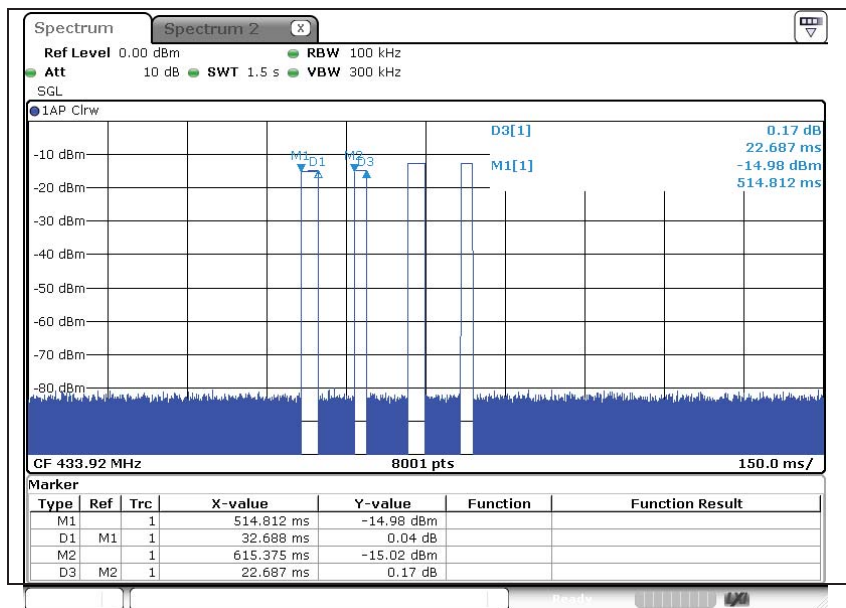 Spectrum Spectrum 2 X
Ref Level 0.00 dBm RBW 100 kHz
Att 10 dB SWT 1.5 s VBW 300 kHz
SGL
1AP Clrw
D3[1] 0.17 dB
22.687 ms
M1[1] -14.98 dBm
514.812 ms
M1 D1 M2 D3
-10 dBm
-20 dBm
-30 dBm
-40 dBm
-50 dBm
-60 dBm
-70 dBm
-80 dBm
CF 433.92 MHz 8001 pts 150.0 ms/
Marker
Type Ref Trc X-value Y-value Function Function Result
M1 1 514.812 ms -14.98 dBm
D1 M1 1 32.688 ms 0.04 dB
M2 1 615.375 ms -15.02 dBm
D3 M2 1 22.687 ms 0.17 dB
Ready LXI